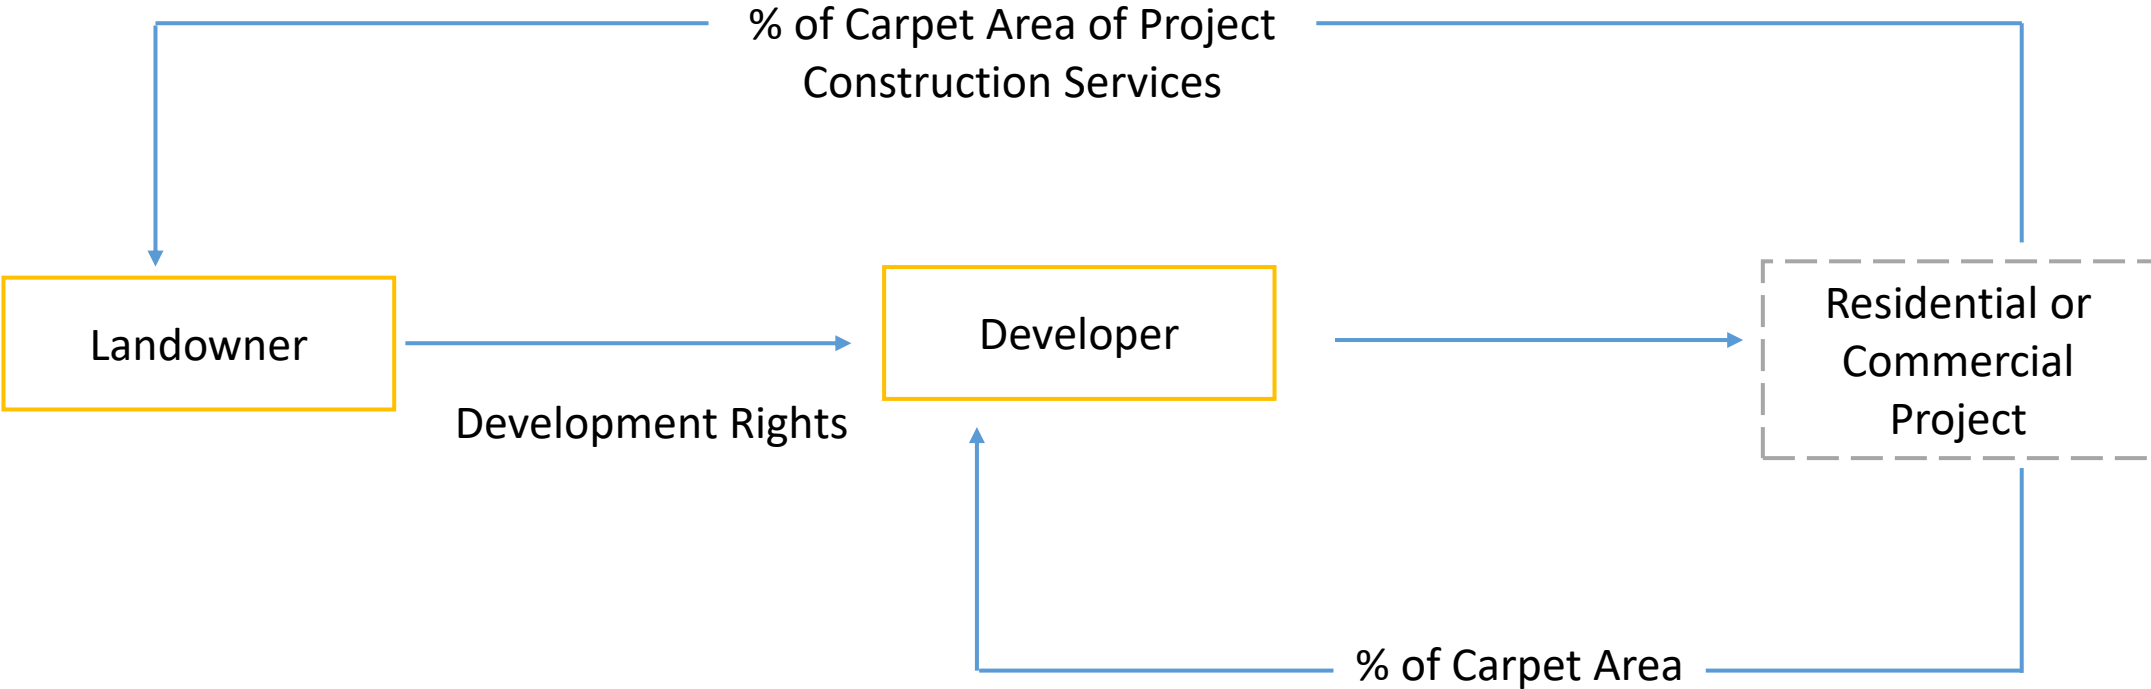 % of Carpet Area of Project
Construction Services
Landowner
Developer
Residential or
Commercial
Project
Development Rights
% of Carpet Area